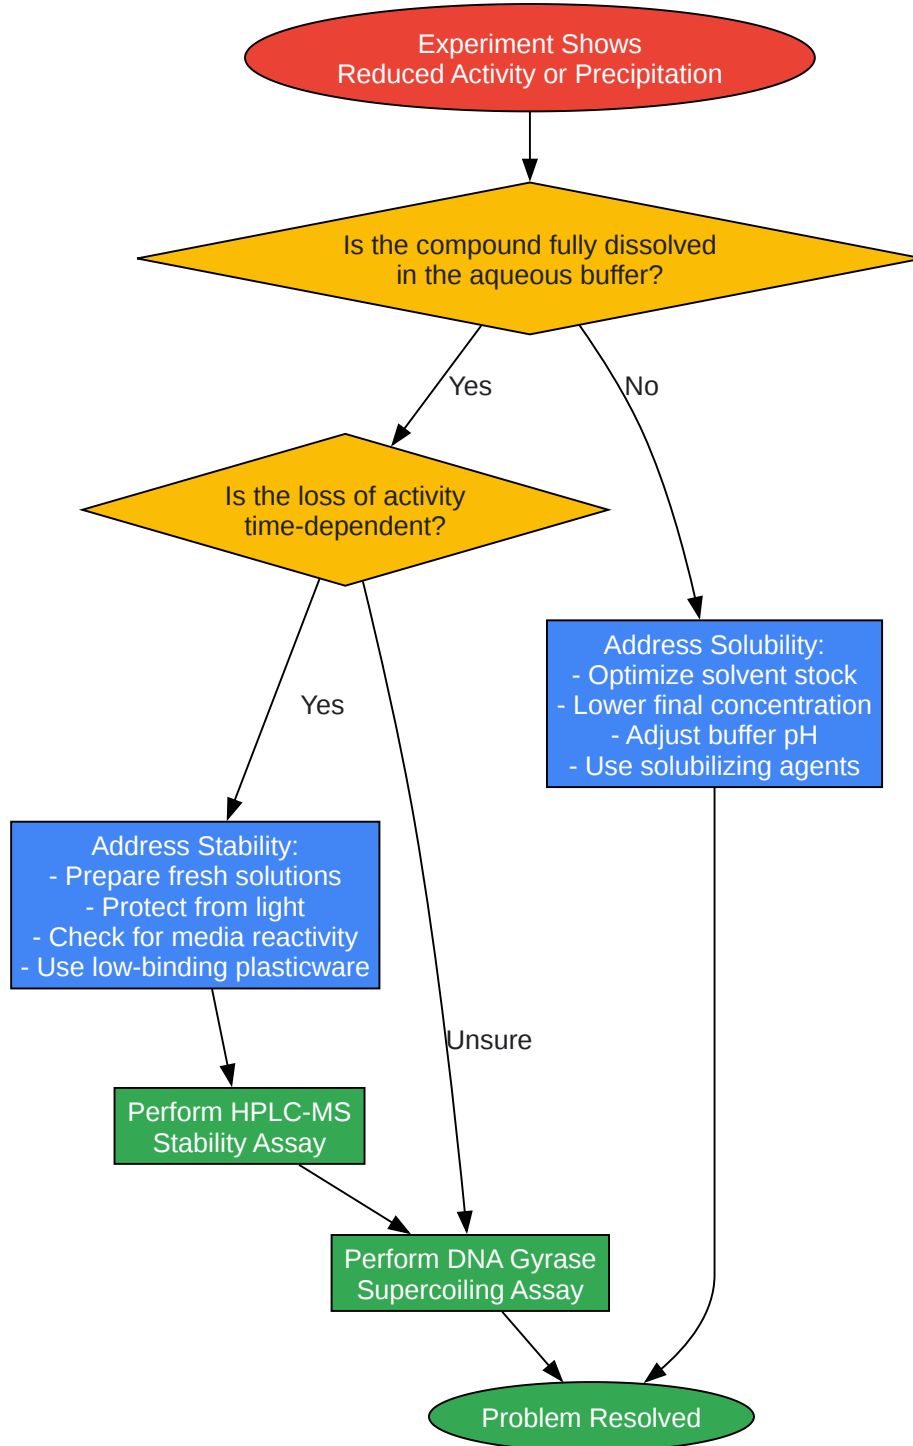 Experiment Shows
Reduced Activity or Precipitation
Is the compound fully dissolved
in the aqueous buffer?
Yes
No
Is the loss of activity
time-dependent?
Address Solubility:
- Optimize solvent stock
- Lower final concentration
- Adjust buffer pH
- Use solubilizing agents
Yes
Address Stability:
- Prepare fresh solutions
- Protect from light
- Check for media reactivity
- Use low-binding plasticware
Unsure
Perform HPLC-MS
Stability Assay
Perform DNA Gyrase
Supercoiling Assay
Problem Resolved